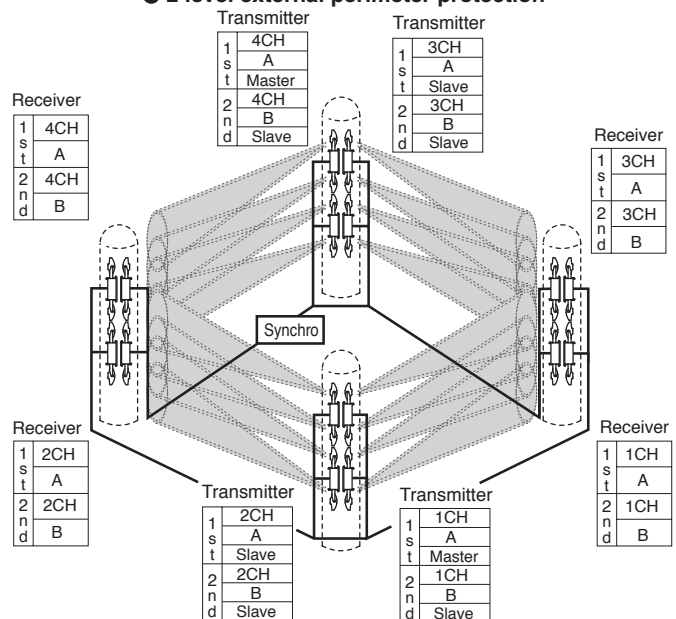 2-level external perimeter protection
Transmitter
1st
4CH
A
Master
2nd
4CH
B
Slave
Transmitter
1st
3CH
A
Slave
2nd
3CH
B
Slave
Receiver
1st
4CH
A
2nd
4CH
B
Receiver
1st
3CH
A
2nd
3CH
B
Synchro
Receiver
1st
2CH
A
2nd
2CH
B
Transmitter
1st
2CH
A
Slave
2nd
2CH
B
Slave
Transmitter
1st
1CH
A
Master
2nd
1CH
B
Slave
Receiver
1st
1CH
A
2nd
1CH
B